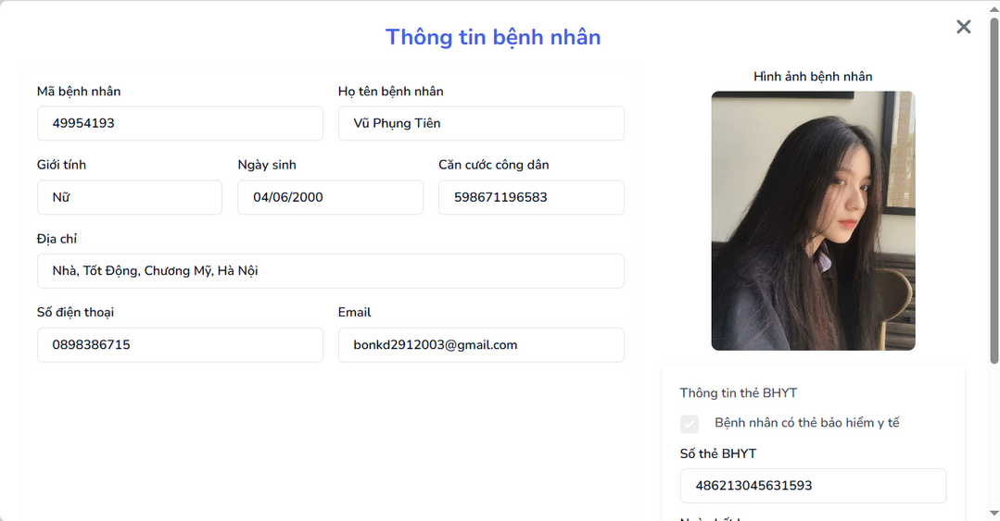 Thông tin bệnh nhân
Hình ảnh bệnh nhân
Mã bệnh nhân
Họ tên bệnh nhân
49954193
Vũ Phụng Tiên
Giới tính
Ngày sinh
Căn cước công dân
Nữ
04/06/2000
598671196583
Địa chỉ
Nhà, Tốt Động, Chương Mỹ, Hà Nội
Số điện thoại
Email
0898386715
bonkd2912003@gmail.com
Thông tin thẻ BHYT
Bệnh nhân có thẻ bảo hiểm y tế
Số thẻ BHYT
486213045631593